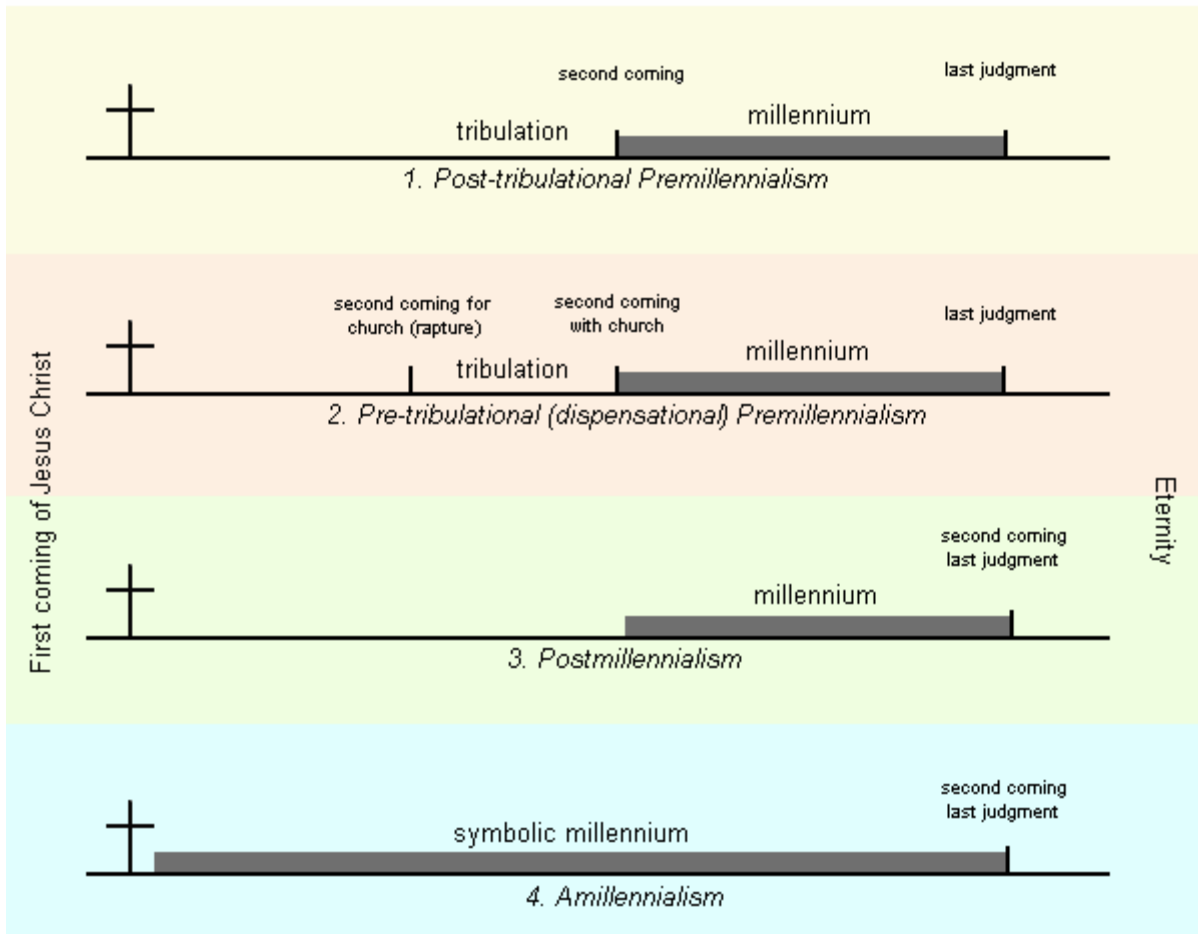 First coming of Jesus Christ
second coming
last judgment
tribulation
millennium
1. Post-tribulational Premillennialism
second coming for
church (rapture)
second coming
with church
last judgment
tribulation
millennium
2. Pre-tribulational (dispensational) Premillennialism
second coming
last judgment
millennium
3. Postmillennialism
second coming
last judgment
symbolic millennium
4. Amillennialism
Eternity